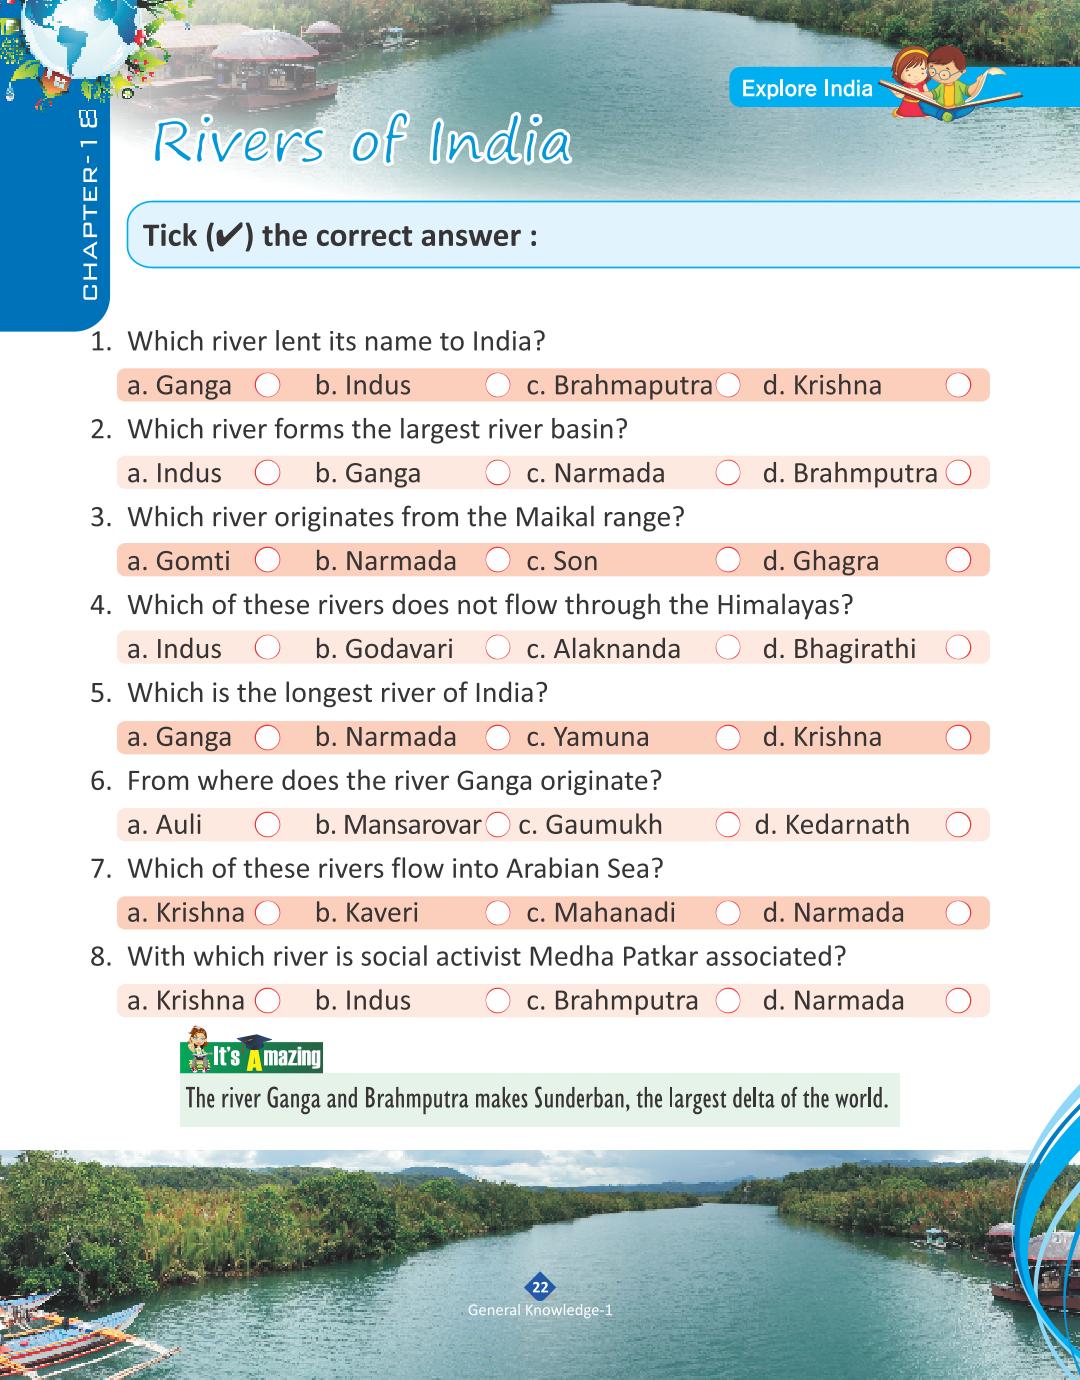 CHAPTER-18
Explore India
Rivers of India
Tick (✔) the correct answer :
1. Which river lent its name to India?
a. Ganga b. Indus c. Brahmaputra d. Krishna
2. Which river forms the largest river basin?
a. Indus b. Ganga c. Narmada d. Brahmputra
3. Which river originates from the Maikal range?
a. Gomti b. Narmada c. Son d. Ghagra
4. Which of these rivers does not flow through the Himalayas?
a. Indus b. Godavari c. Alaknanda d. Bhagirathi
5. Which is the longest river of India?
a. Ganga b. Narmada c. Yamuna d. Krishna
6. From where does the river Ganga originate?
a. Auli b. Mansarovar c. Gaumukh d. Kedarnath
7. Which of these rivers flow into Arabian Sea?
a. Krishna b. Kaveri c. Mahanadi d. Narmada
8. With which river is social activist Medha Patkar associated?
a. Krishna b. Indus c. Brahmputra d. Narmada
It's Amazing
The river Ganga and Brahmputra makes Sunderban, the largest delta of the world.
22
General Knowledge-1